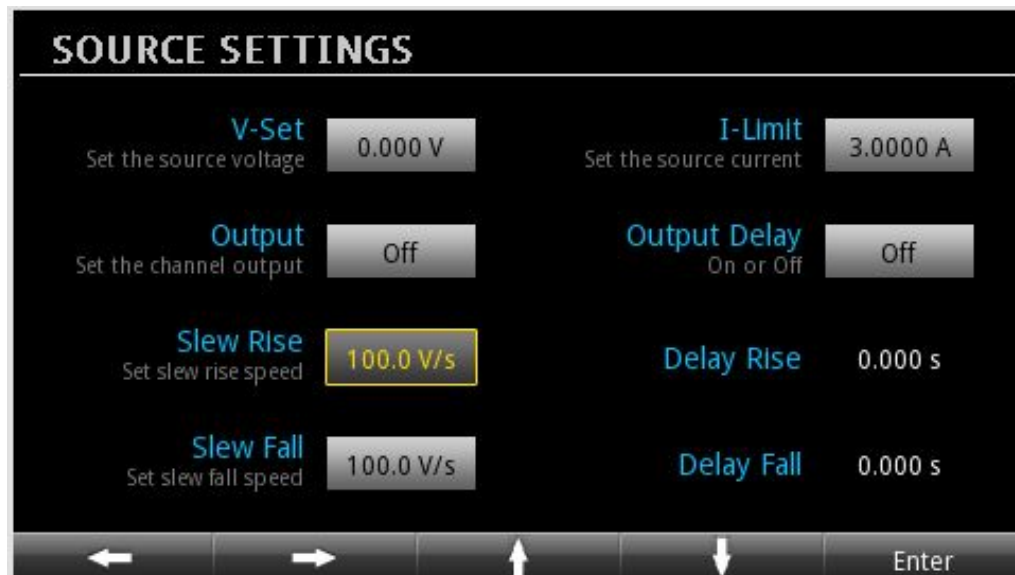 SOURCE SETTINGS
V-Set
Set the source voltage
0.000 V
I-Limit
Set the source current
3.0000 A
Output
Set the channel output
Off
Output Delay
On or Off
Off
Slew Rise
Set slew rise speed
100.0 V/s
Delay Rise
0.000 s
Slew Fall
Set slew fall speed
100.0 V/s
Delay Fall
0.000 s
Enter